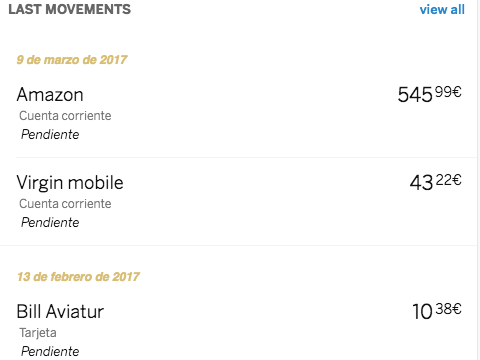 LAST MOVEMENTS view all
9 de marzo de 2017
Amazon 545 99€
Cuenta corriente
Pendiente
Virgin mobile 43 22€
Cuenta corriente
Pendiente
13 de febrero de 2017
Bill Aviatur 10 38€
Tarjeta
Pendiente